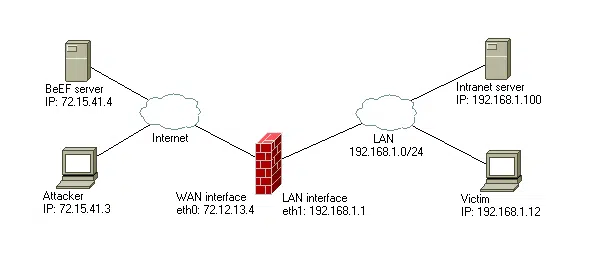 BeEF server
IP: 72.15.41.4
Intranet server
IP: 192.168.1.100
Internet
LAN
192.168.1.0/24
Attacker
IP: 72.15.41.3
WAN interface
eth0: 72.12.13.4
LAN interface
eth1: 192.168.1.1
Victim
IP: 192.168.1.12